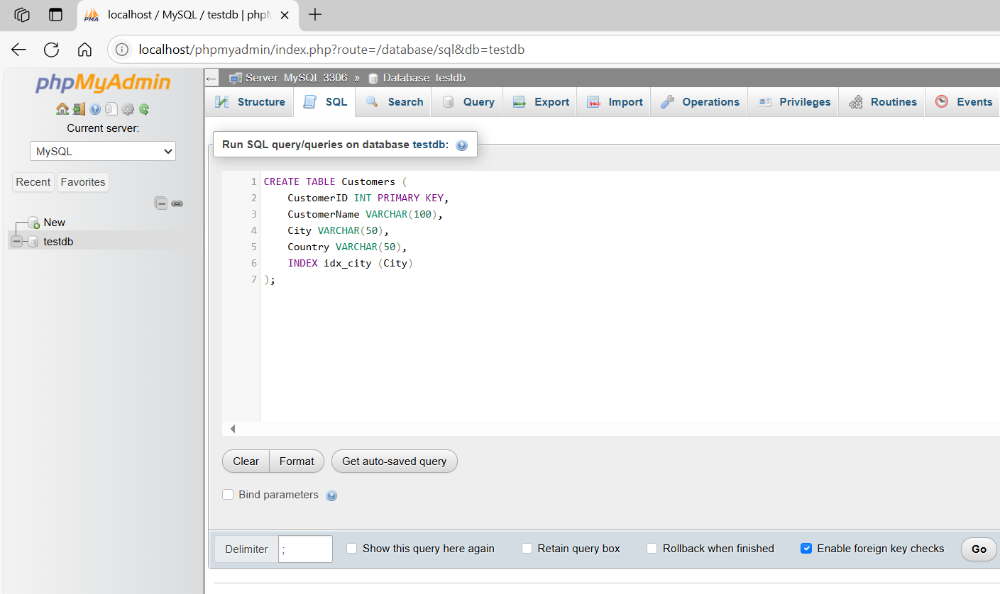 localhost / MySQL / testdb | php
localhost/phpmyadmin/index.php?route=/database/sql&db=testdb
phpMyAdmin
Current server:
MySQL
Recent Favorites
New
testdb
Server: MySQL:3306 » Database: testdb
Structure SQL Search Query Export Import Operations Privileges Routines Events
Run SQL query/queries on database testdb:
1 CREATE TABLE Customers (
2 CustomerID INT PRIMARY KEY,
3 CustomerName VARCHAR(100),
4 City VARCHAR(50),
5 Country VARCHAR(50),
6 INDEX idx_city (City)
7 );
Clear Format Get auto-saved query
Bind parameters
Delimiter ; Show this query here again Retain query box Rollback when finished Enable foreign key checks Go